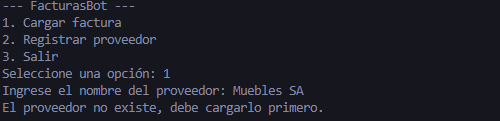 --- FacturasBot ---
1. Cargar factura
2. Registrar proveedor
3. Salir
Seleccione una opción: 1
Ingrese el nombre del proveedor: Muebles SA
El proveedor no existe, debe cargarlo primero.